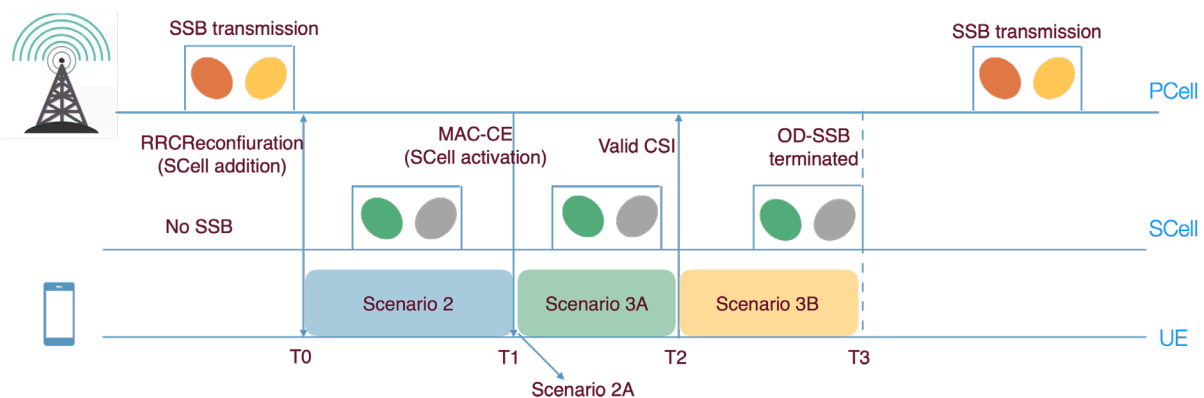 SSB transmission
SSB transmission
PCell
RRCReconfiuration
(SCell addition)
MAC-CE
(SCell activation)
Valid CSI
OD-SSB
terminated
No SSB
SCell
Scenario 2
Scenario 3A
Scenario 3B
UE
T0
T1
T2
T3
Scenario 2A